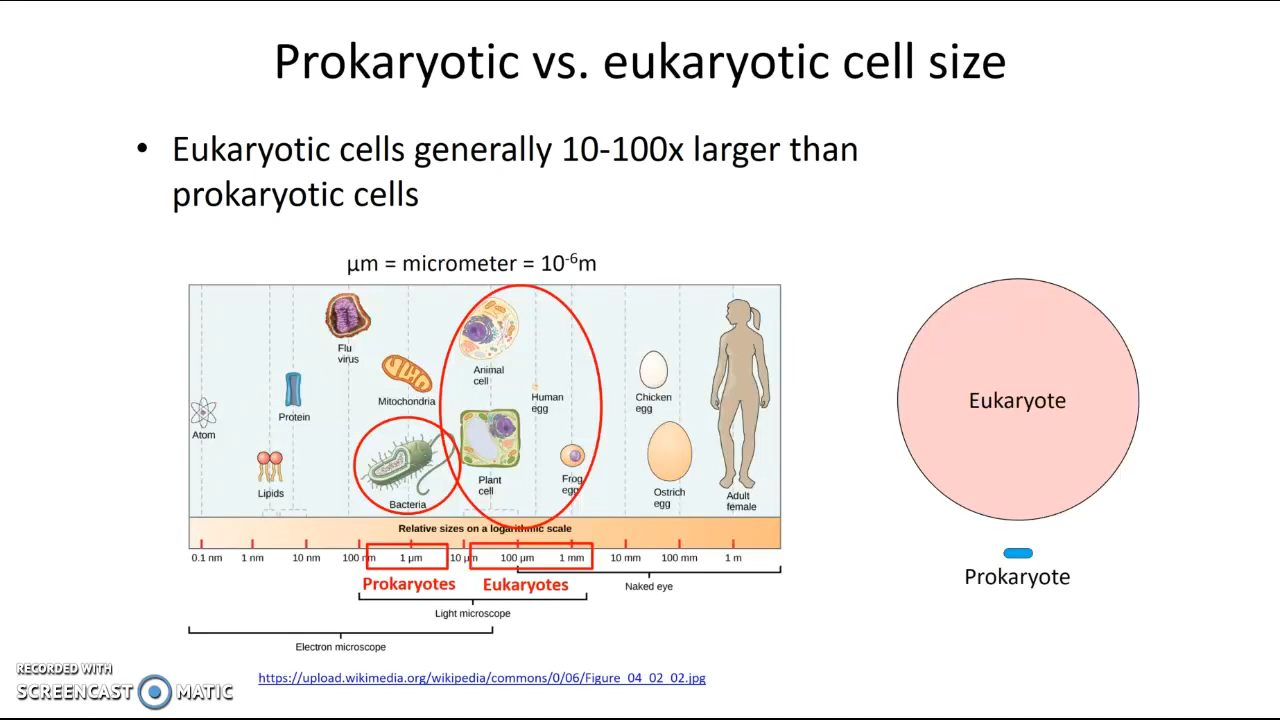 Prokaryotic vs. eukaryotic cell size
• Eukaryotic cells generally 10-100x larger than
prokaryotic cells
µm = micrometer = 10⁻⁶m
Flu
virus
Animal
cell
Mitochondria
Human
egg
Chicken
egg
Protein
Atom
Lipids
Bacteria
Plant
cell
Frog
egg
Ostrich
egg
Adult
female
Relative sizes on a logarithmic scale
0.1 nm 1 nm 10 nm 100 nm 1 µm 10 µm 100 µm 1 mm 10 mm 100 mm 1 m
Prokaryotes Eukaryotes
Naked eye
Light microscope
Electron microscope
Eukaryote
Prokaryote
https://upload.wikimedia.org/wikipedia/commons/0/06/Figure_04_02_02.jpg
RECORDED WITH
SCREENCAST MATIC